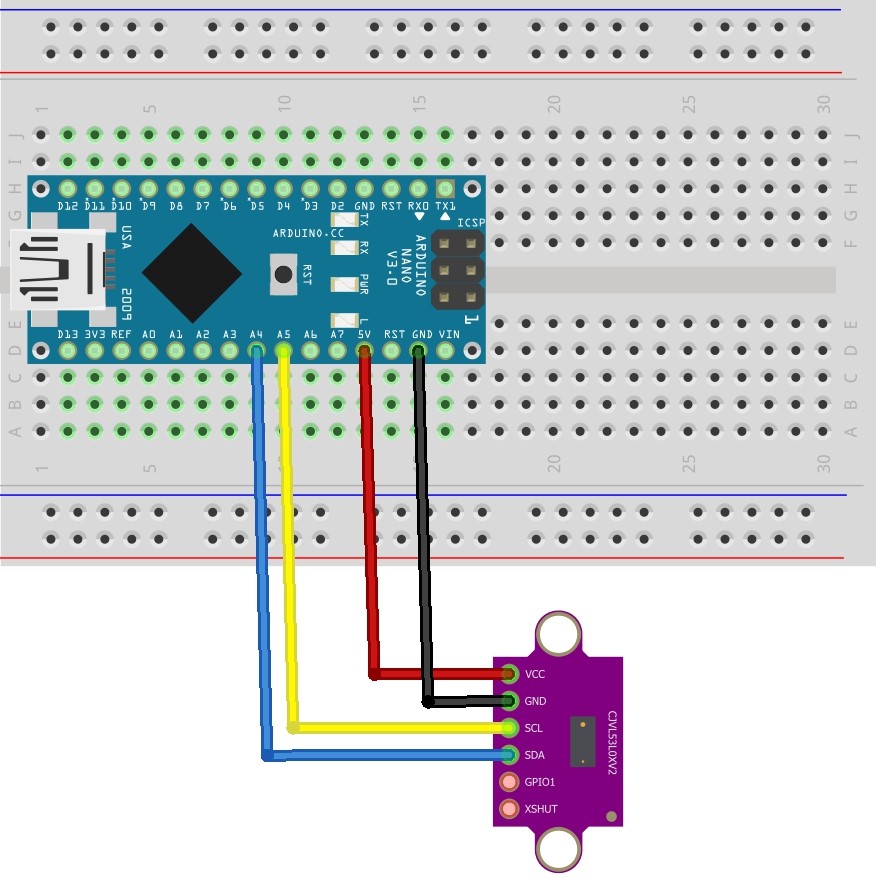 1 5 10 15 20 25 30
J J
I I
H H
G G
F
D12 D11 D10 D9 D8 D7 D6 D5 D4 D3 D2 GND RST RX0 TX1
* * * * * *
TX
ICSP
ARDUINO.CC
RX
ARDUINO
NANO
V3.0
USA
2009
RST
PWR
L
1
D13 3V3 REF A0 A1 A2 A3 A4 A5 A6 A7 5V RST GND VIN
E E
D D
C C
B B
A A
1 5 20 25 30
VCC
GND
SCL
SDA
GPIO1
XSHUT
CJVL53L0XV2